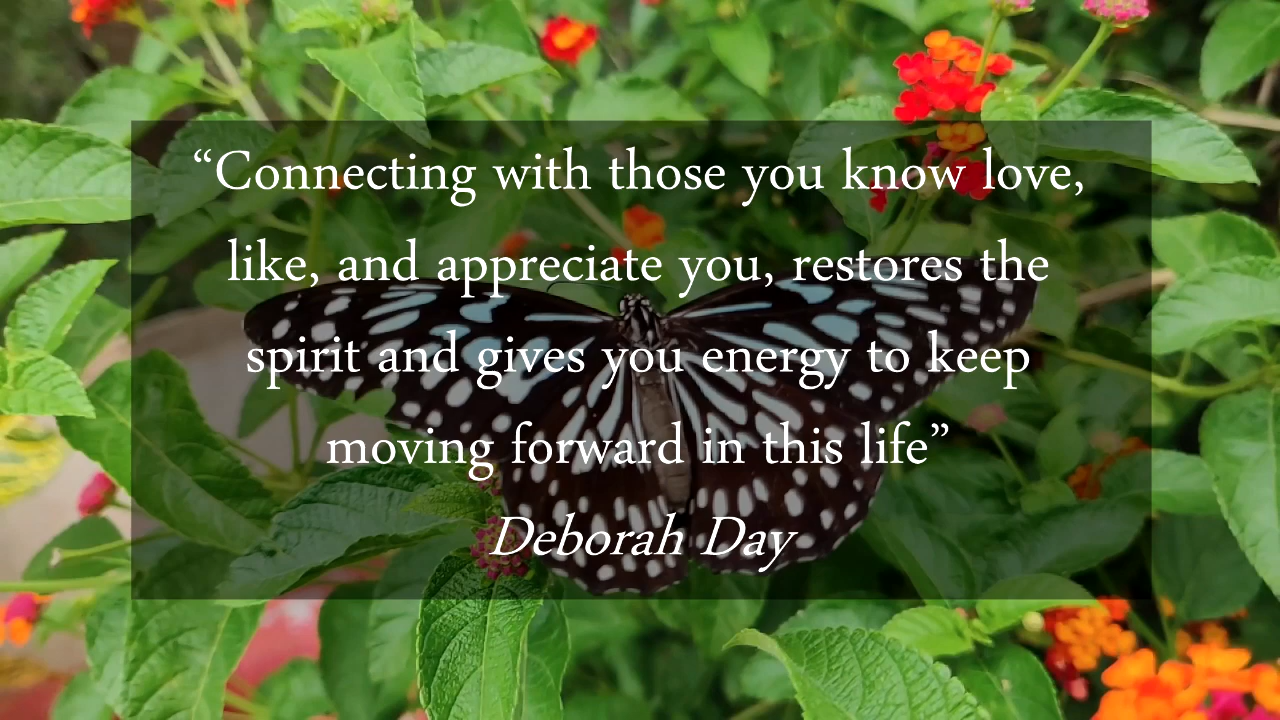 “Connecting with those you know love,
like, and appreciate you, restores the
spirit and gives you energy to keep
moving forward in this life”
Deborah Day